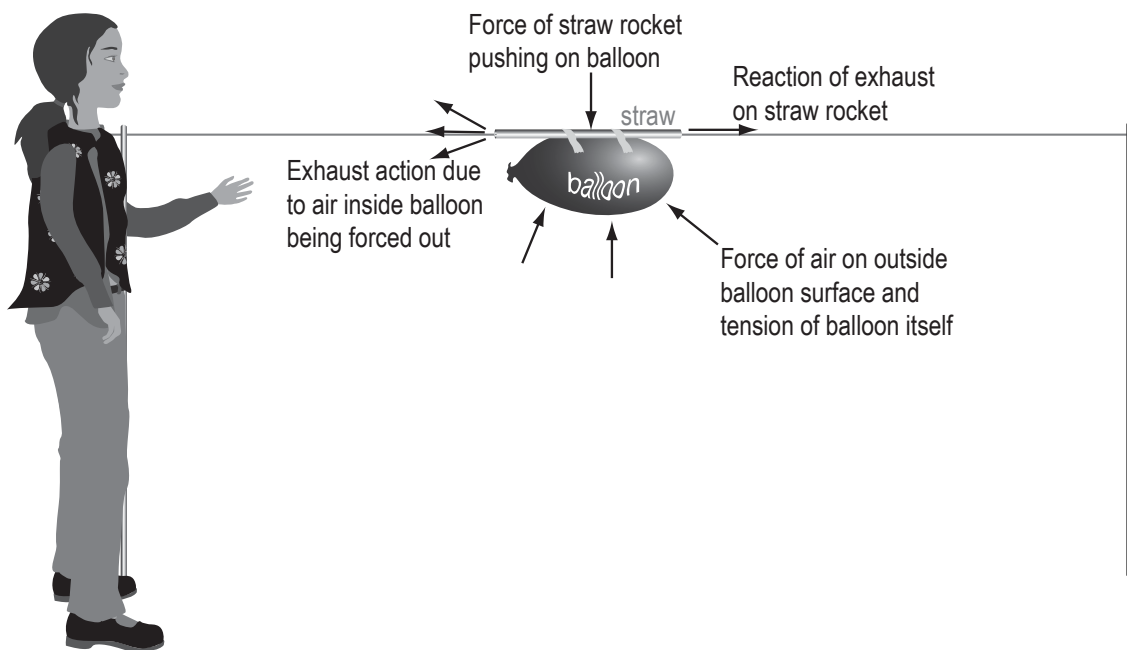 Force of straw rocket
pushing on balloon
Reaction of exhaust
on straw rocket
straw
Exhaust action due
to air inside balloon
being forced out
balloon
Force of air on outside
balloon surface and
tension of balloon itself